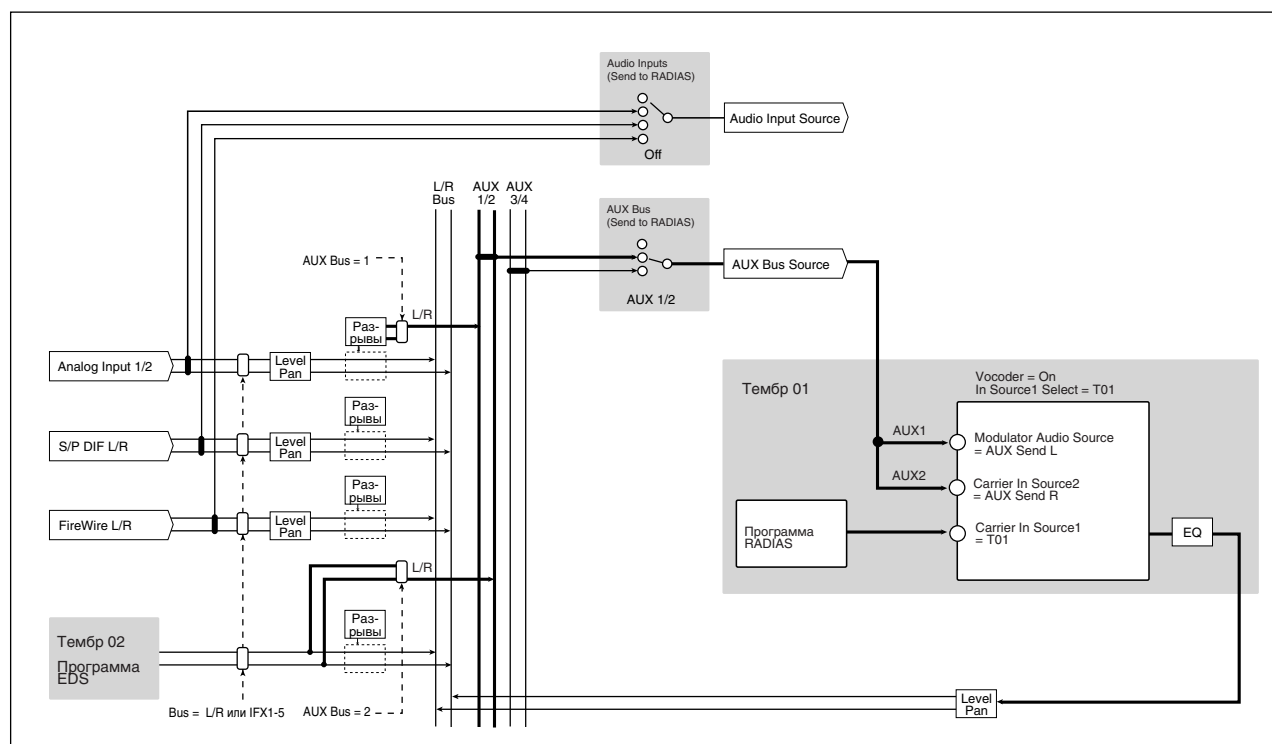 Audio Inputs
(Send to RADIAS)
Audio Input Source
Off
L/R
Bus
AUX
1/2
AUX
3/4
AUX Bus
(Send to RADIAS)
AUX Bus = 1
AUX Bus Source
AUX 1/2
L/R
Раз-
рывы
Analog Input 1/2
Level
Pan
Тембр 01
Vocoder = On
In Source1 Select = T01
Раз-
рывы
S/P DIF L/R
Level
Pan
AUX1
Modulator Audio Source
= AUX Send L
AUX2
Carrier In Source2
= AUX Send R
Раз-
рывы
FireWire L/R
Level
Pan
Программа
RADIAS
Carrier In Source1
= T01
EQ
L/R
Раз-
рывы
Тембр 02
Программа
EDS
Bus = L/R или IFX1-5
AUX Bus = 2
Level
Pan